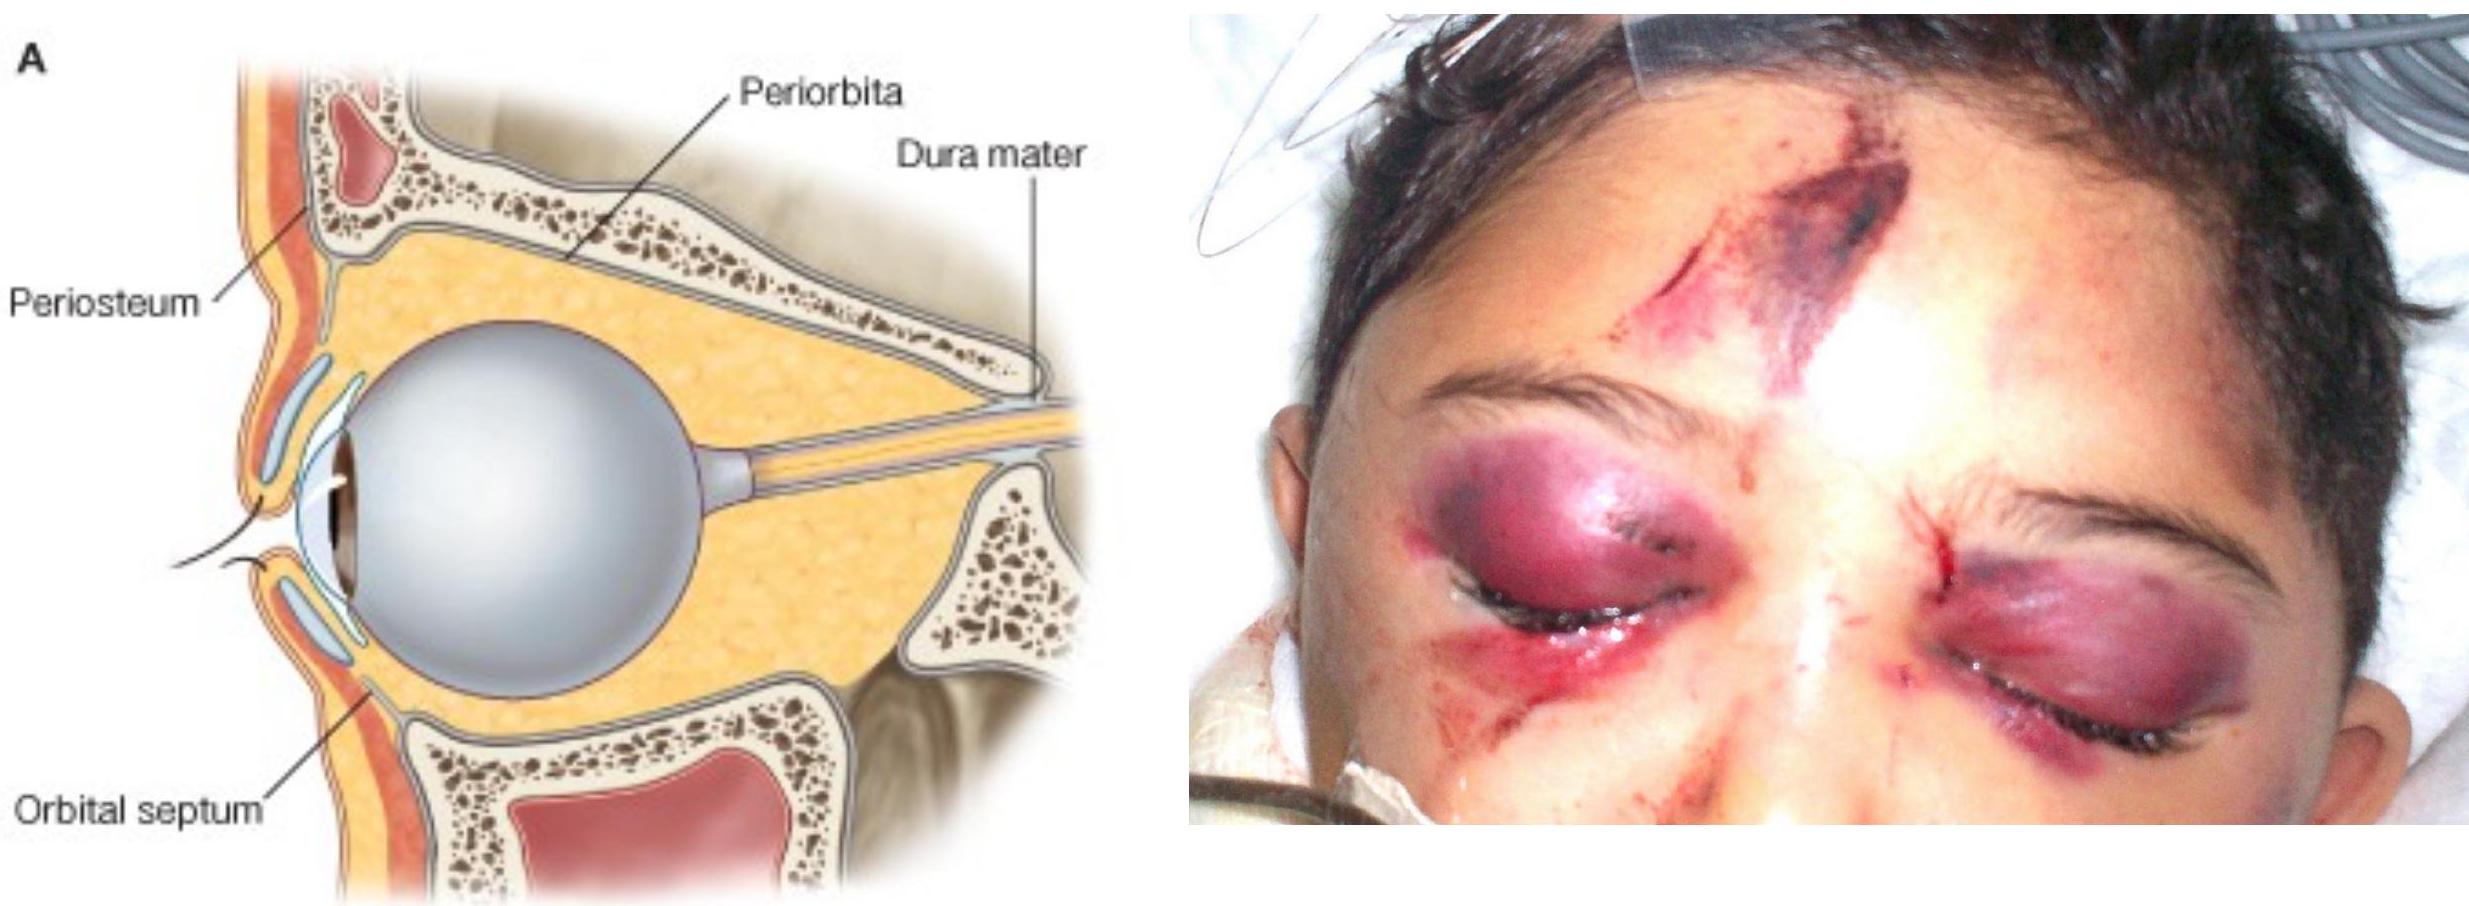 A
Periorbita
Dura mater
Periosteum
Orbital septum